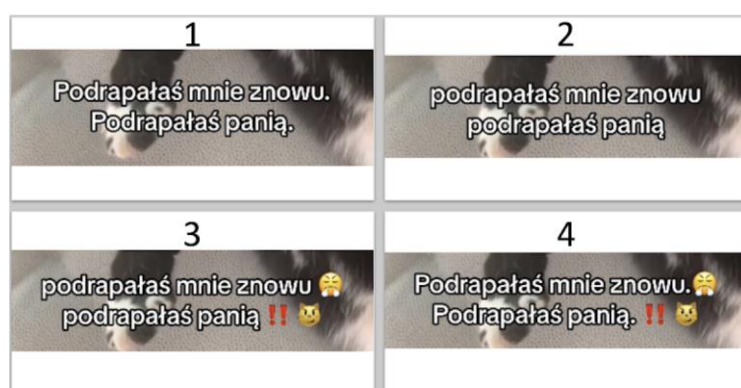 1
Podrapałaś mnie znowu.
Podrapałaś panią.
2
podrapałaś mnie znowu
podrapałaś panią
3
podrapałaś mnie znowu 😤
podrapałaś panią ‼️ 😼
4
Podrapałaś mnie znowu.😤
Podrapałaś panią. ‼️ 😼